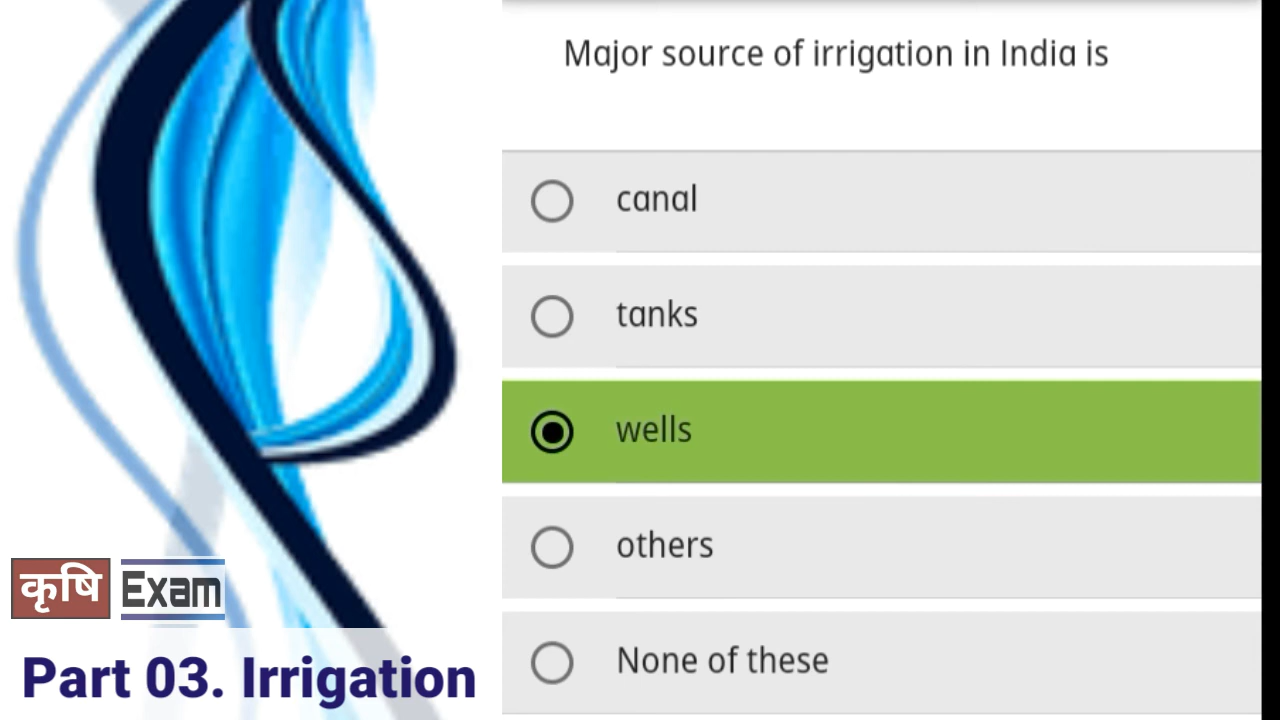 Major source of irrigation in India is
canal
tanks
wells
others
None of these
कृषि Exam
Part 03. Irrigation